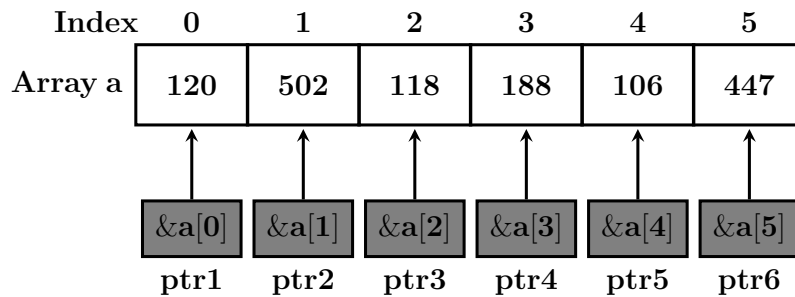 Index 0 1 2 3 4 5
Array a 120 502 118 188 106 447
&a[0] &a[1] &a[2] &a[3] &a[4] &a[5]
ptr1 ptr2 ptr3 ptr4 ptr5 ptr6